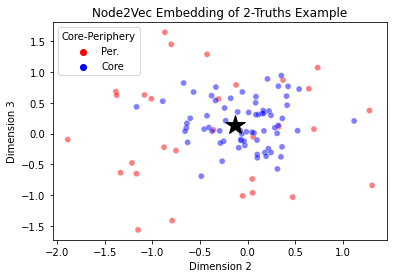 Node2Vec Embedding of 2-Truths Example
Core-Periphery
Per.
Core
1.5
1.0
0.5
0.0
−0.5
−1.0
−1.5
Dimension 3
−2.0 −1.5 −1.0 −0.5 0.0 0.5 1.0
Dimension 2